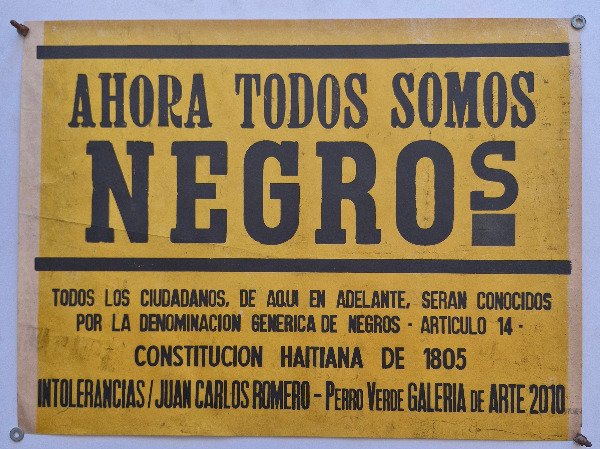 AHORA TODOS SOMOS
NEGROS
TODOS LOS CIUDADANOS, DE AQUI EN ADELANTE, SERAN CONOCIDOS
POR LA DENOMINACION GENERICA DE NEGROS - ARTICULO 14 -
CONSTITUCION HAITIANA DE 1805
INTOLERANCIAS / JUAN CARLOS ROMERO - PERRO VERDE GALERIA DE ARTE 2010